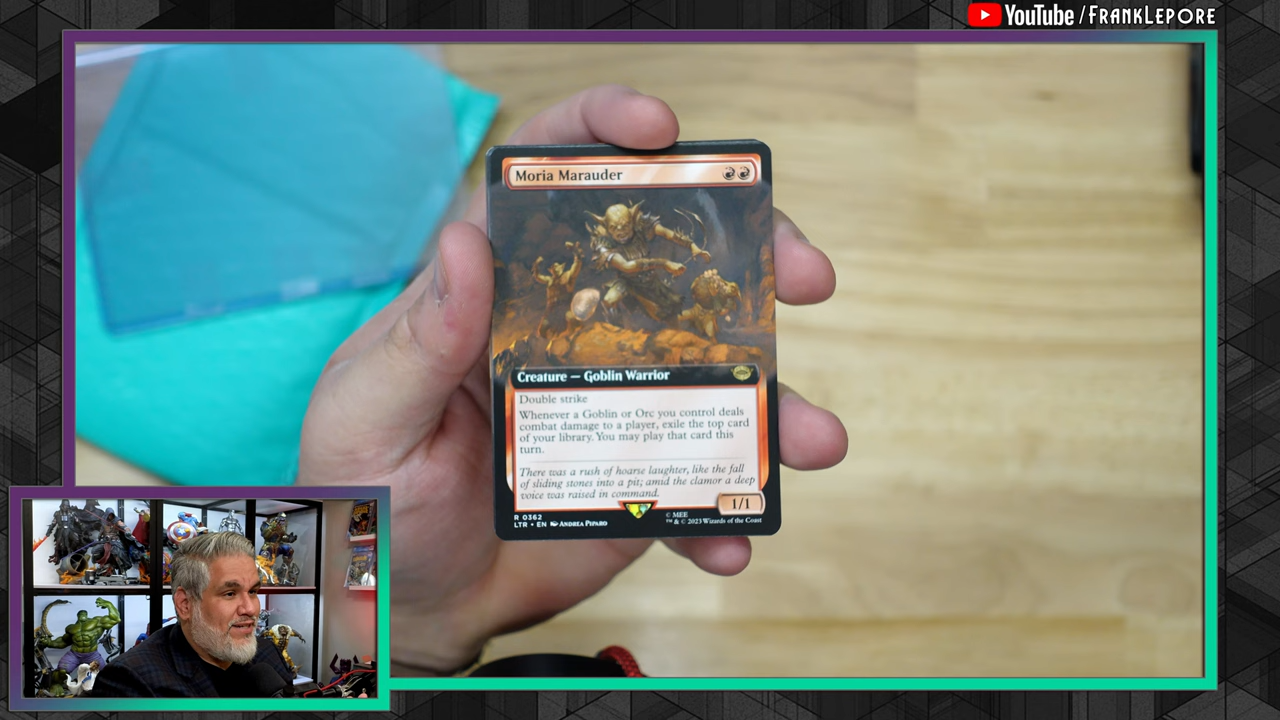 YouTube /FrankLepore
Moria Marauder
Creature — Goblin Warrior
Double strike
Whenever a Goblin or Orc you control deals
combat damage to a player, exile the top card
of your library. You may play that card this
turn.
There was a rush of hoarse laughter, like the fall
of sliding stones into a pit; amid the clamor a deep
voice was raised in command.
1/1
R 0362
LTR • EN Andrea Piparo
© MEE
™ & © 2023 Wizards of the Coast